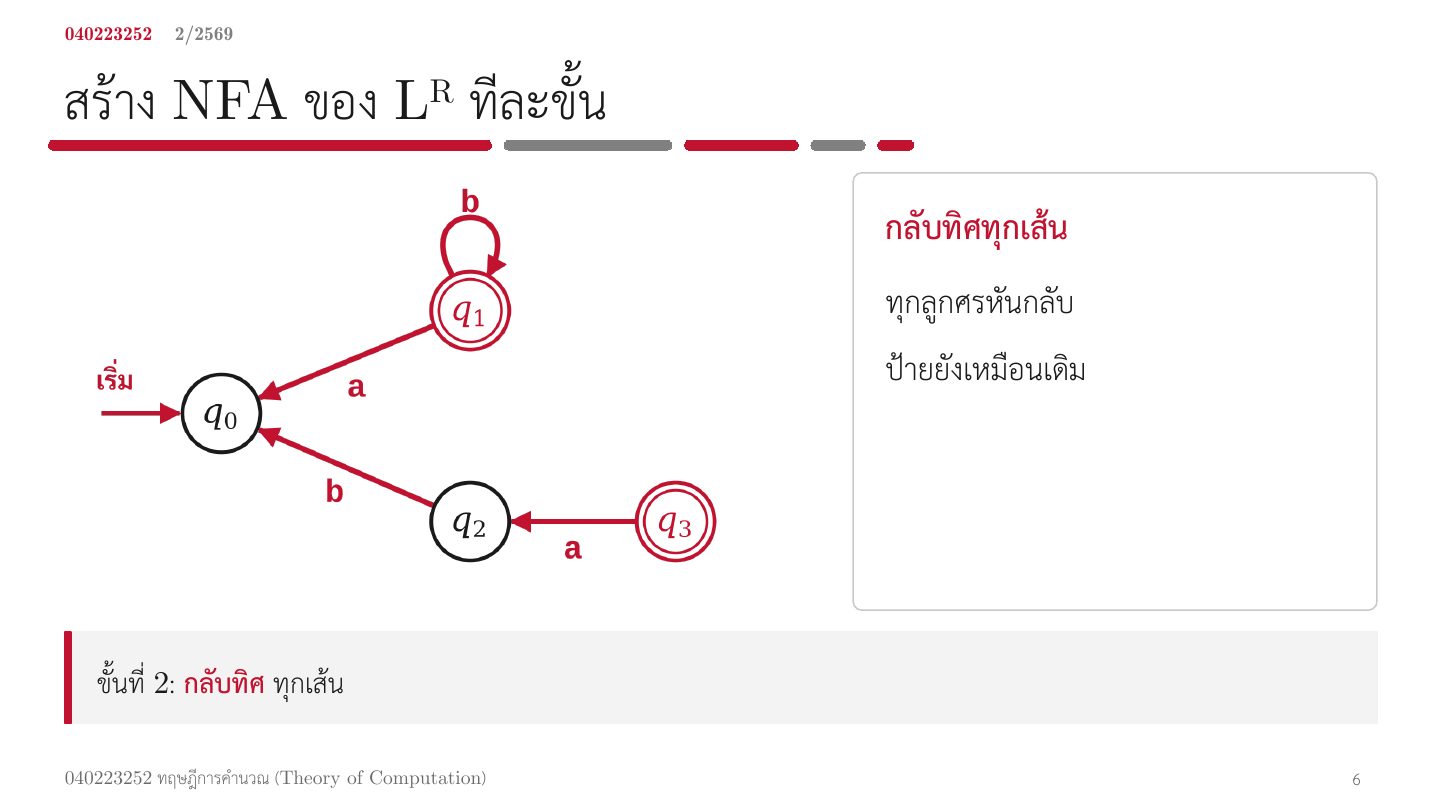 040223252 2/2569
สร้าง NFA ของ Lᴿ ทีละขั้น
b
q₁
เริ่ม
a
q₀
b
q₂
q₃
a
กลับทิศทุกเส้น
ทุกลูกศรหันกลับ
ป้ายยังเหมือนเดิม
ขั้นที่ 2: กลับทิศ ทุกเส้น
040223252 ทฤษฎีการคำนวณ (Theory of Computation)
6